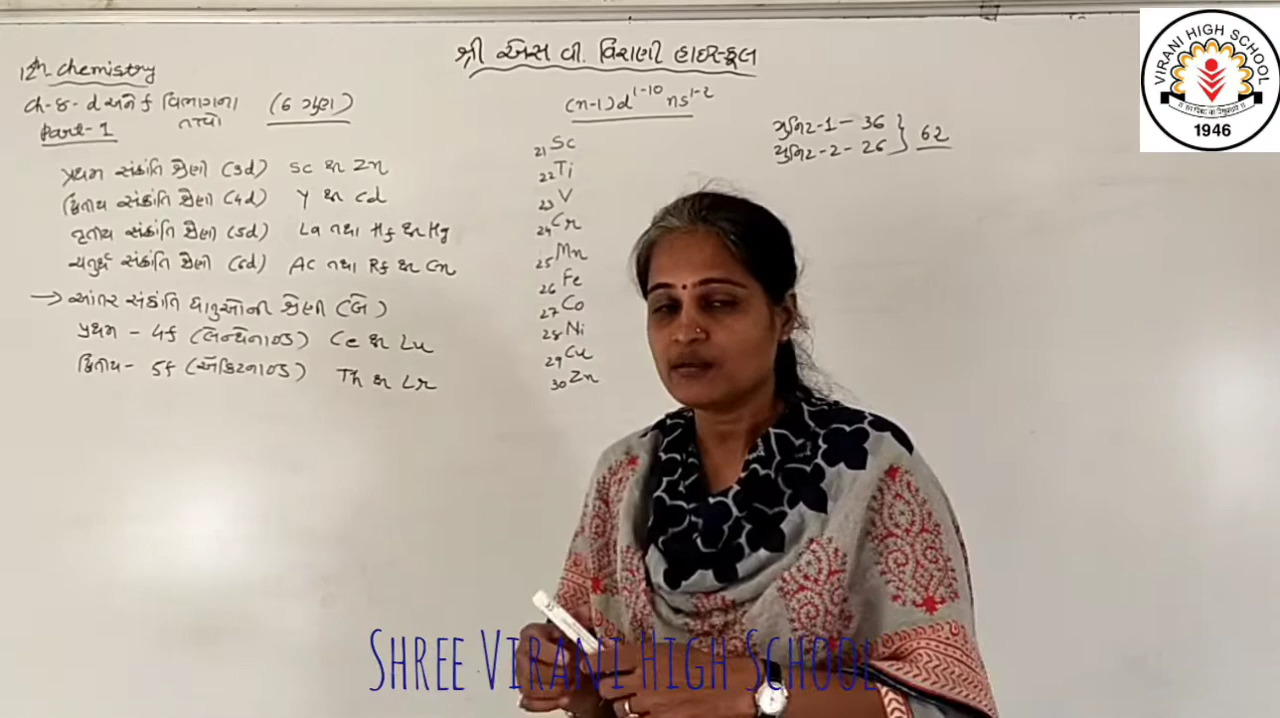 શ્રી એસ વી. વિરાણી હાઇસ્કૂલ
12th chemistry
ch-8- d અને f વિભાગના તત્વો (6 ગુણ)
Part-1
પ્રથમ સંક્રાંતિ શ્રેણી (3d) Sc થી Zn
દ્વિતીય સંક્રાંતિ શ્રેણી (4d) Y થી Cd
તૃતીય સંક્રાંતિ શ્રેણી (5d) La તથા Hf થી Hg
ચતુર્થ સંક્રાંતિ શ્રેણી (6d) Ac તથા Rf થી Cn
→ આંતર સંક્રાંતિ ધાતુઓની શ્રેણી (બે)
પ્રથમ - 4f (લેન્થેનાઇડ) Ce થી Lu
દ્વિતીય - 5f (એક્ટિનાઇડ) Th થી Lr
(n-1)d¹⁻¹⁰ ns¹⁻²
₂₁Sc
₂₂Ti
₂₃V
₂₄Cr
₂₅Mn
₂₆Fe
₂₇Co
₂₈Ni
₂₉Cu
₃₀Zn
યુનિટ-1 - 36 } 62
યુનિટ-2 - 26
VIRANI HIGH SCHOOL
1946
SHREE VIRANI HIGH SCHOOL